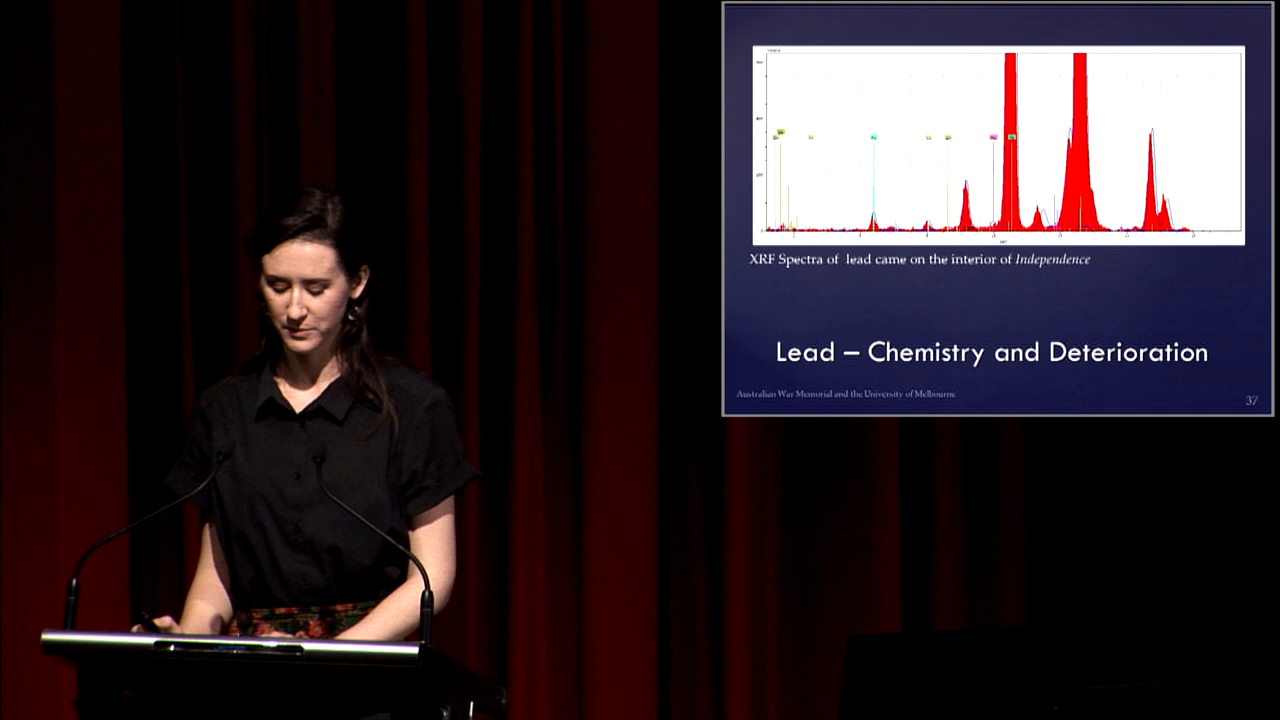 XRF Spectra of lead came on the interior of Independence
Lead – Chemistry and Deterioration
Australian War Memorial and the University of Melbourne
37